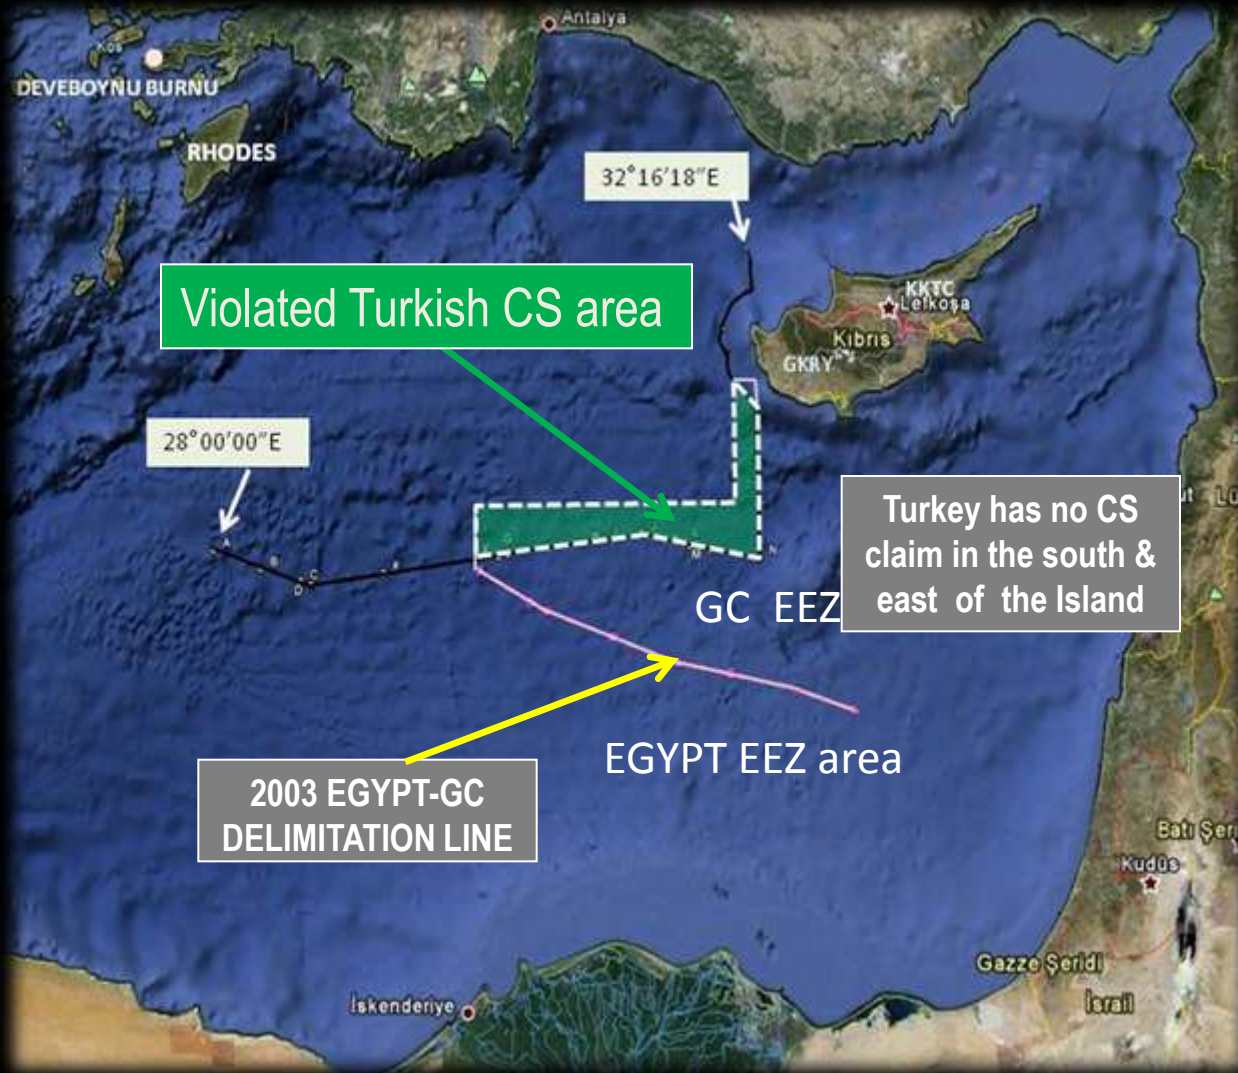 Antalya
Kos
DEVEBOYNU BURNU
RHODES
32°16'18"E
Violated Turkish CS area
KKTC
Lefkoşa
Kıbrıs
GKRY
28°00'00"E
A
B
C
D
F
M
N
Turkey has no CS
claim in the south &
east of the Island
GC EEZ
2003 EGYPT-GC
DELIMITATION LINE
EGYPT EEZ area
Batı Şeri
Kudüs
Gazze Şeridi
İsrail
İskenderiye